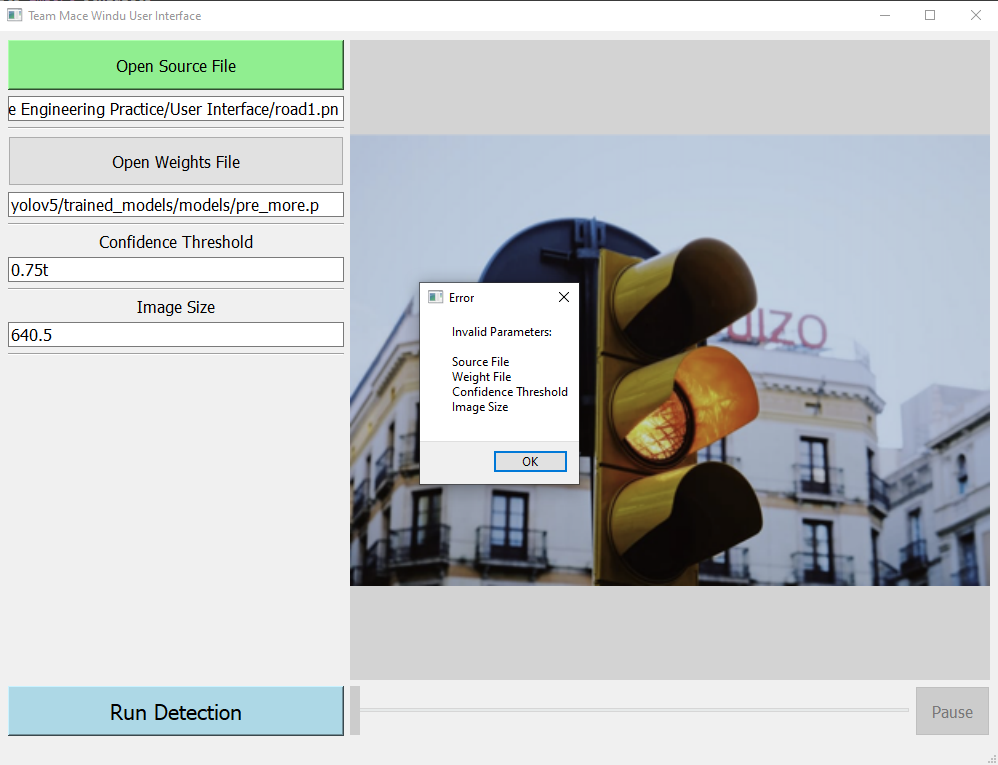 Team Mace Windu User Interface
Open Source File
e Engineering Practice/User Interface/road1.pn
Open Weights File
yolov5/trained_models/models/pre_more.p
Confidence Threshold
0.75t
Image Size
640.5
Error
Invalid Parameters:
Source File
Weight File
Confidence Threshold
Image Size
OK
Run Detection
Pause